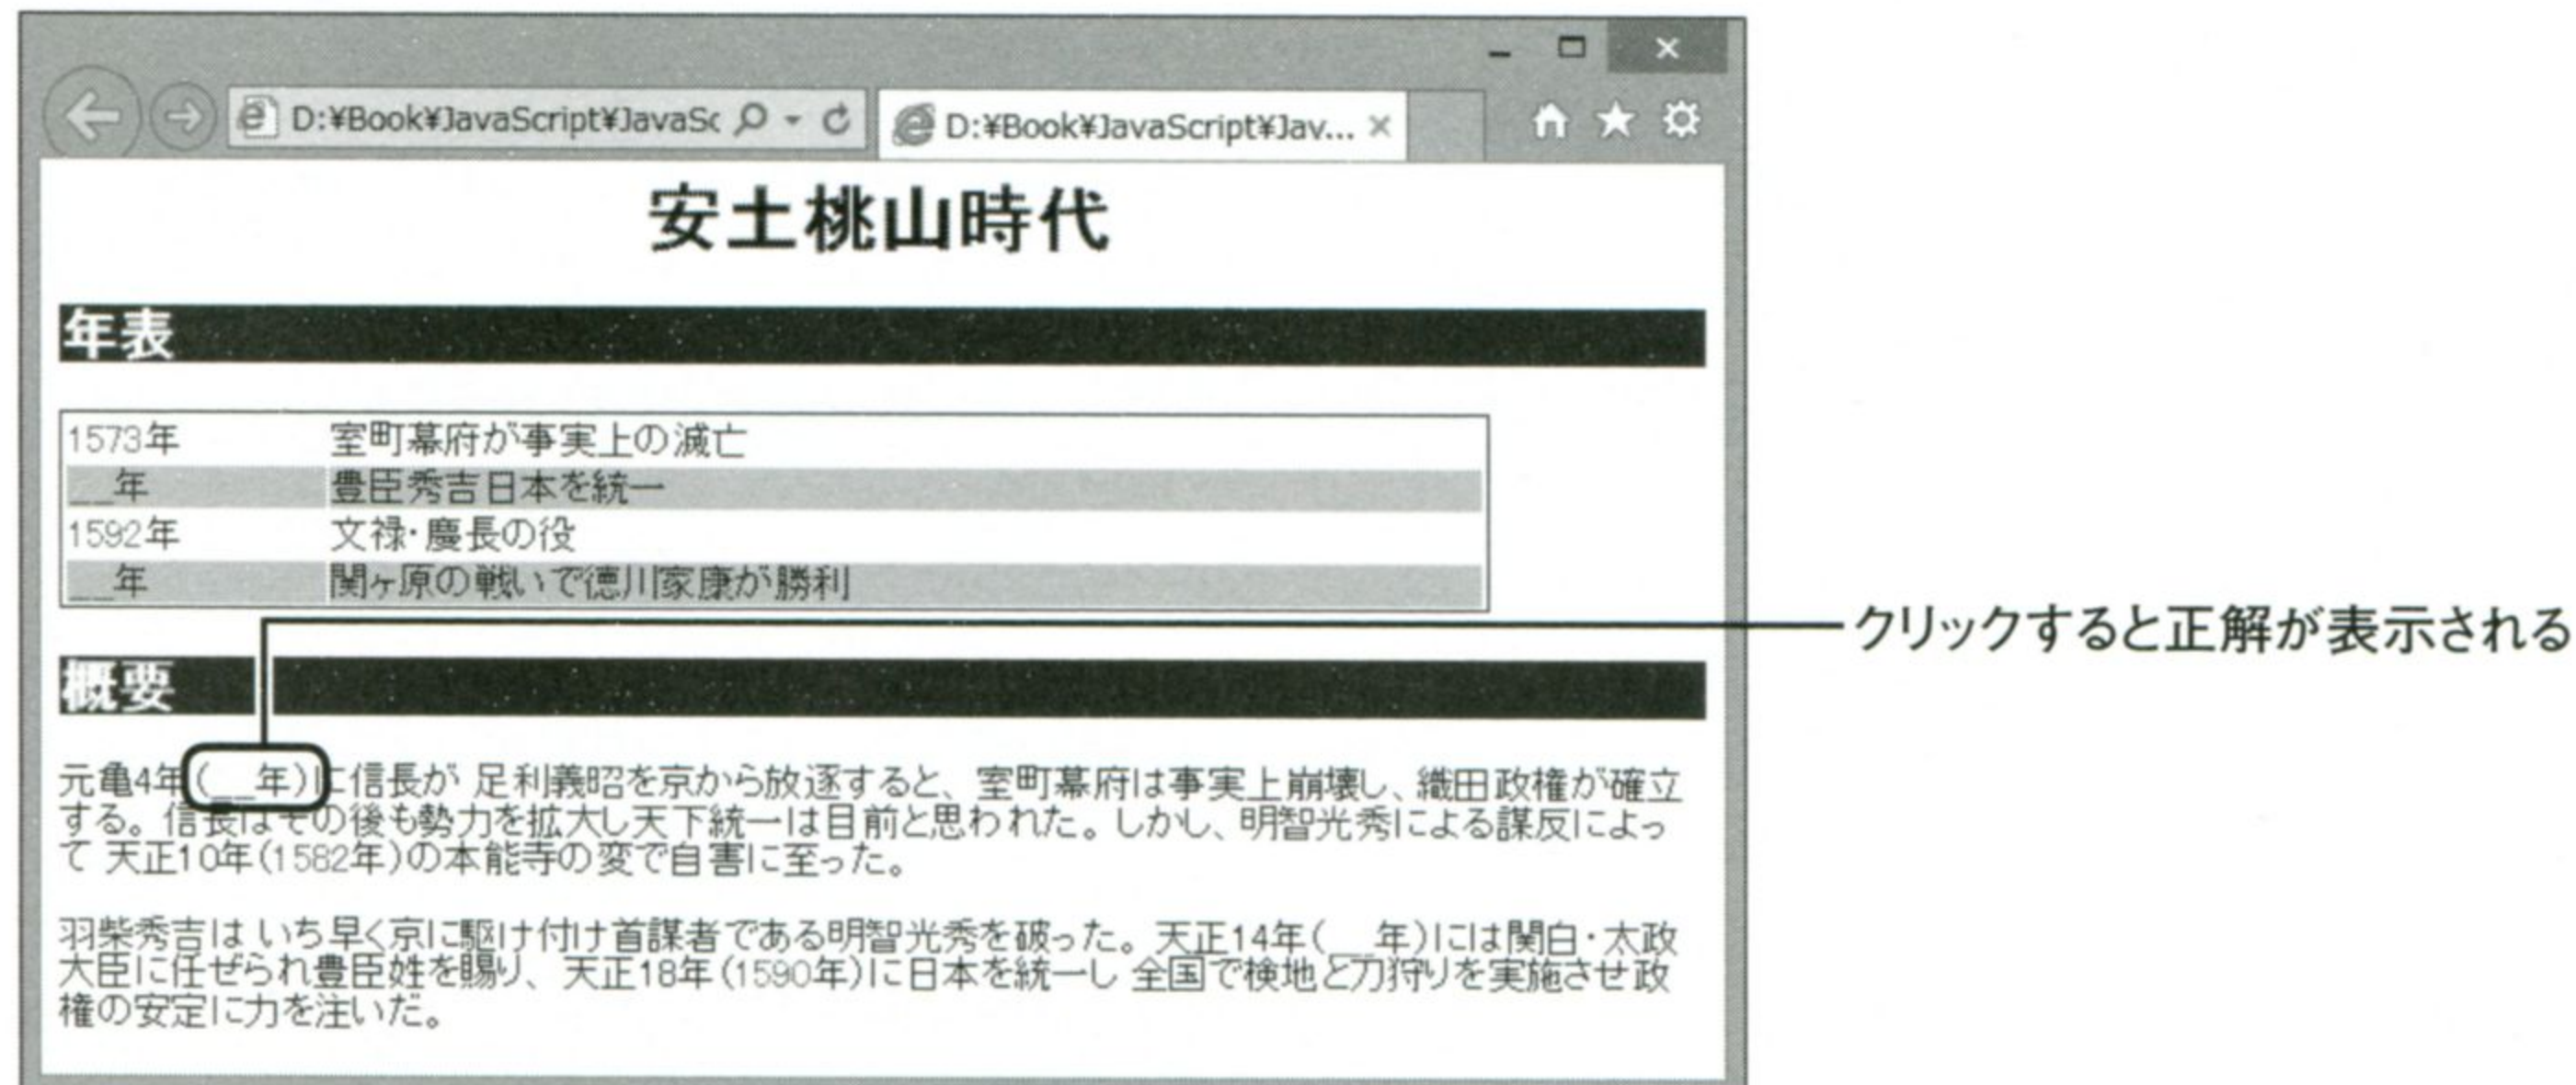 D:¥Book¥JavaScript¥JavaSc
D:¥Book¥JavaScript¥Jav...
安土桃山時代
年表
1573年 室町幕府が事実上の滅亡
__年 豊臣秀吉日本を統一
1592年 文禄・慶長の役
__年 関ヶ原の戦いで徳川家康が勝利
クリックすると正解が表示される
概要
元亀4年(__年)に信長が 足利義昭を京から放逐すると、室町幕府は事実上崩壊し、織田政権が確立
する。信長はその後も勢力を拡大し天下統一は目前と思われた。しかし、明智光秀による謀反によっ
て 天正10年(1582年)の本能寺の変で自害に至った。
羽柴秀吉は いち早く京に駆け付け首謀者である明智光秀を破った。天正14年(__年)には関白・太政
大臣に任ぜられ豊臣姓を賜り、天正18年(1590年)に日本を統一し 全国で検地と刀狩りを実施させ政
権の安定に力を注いだ。